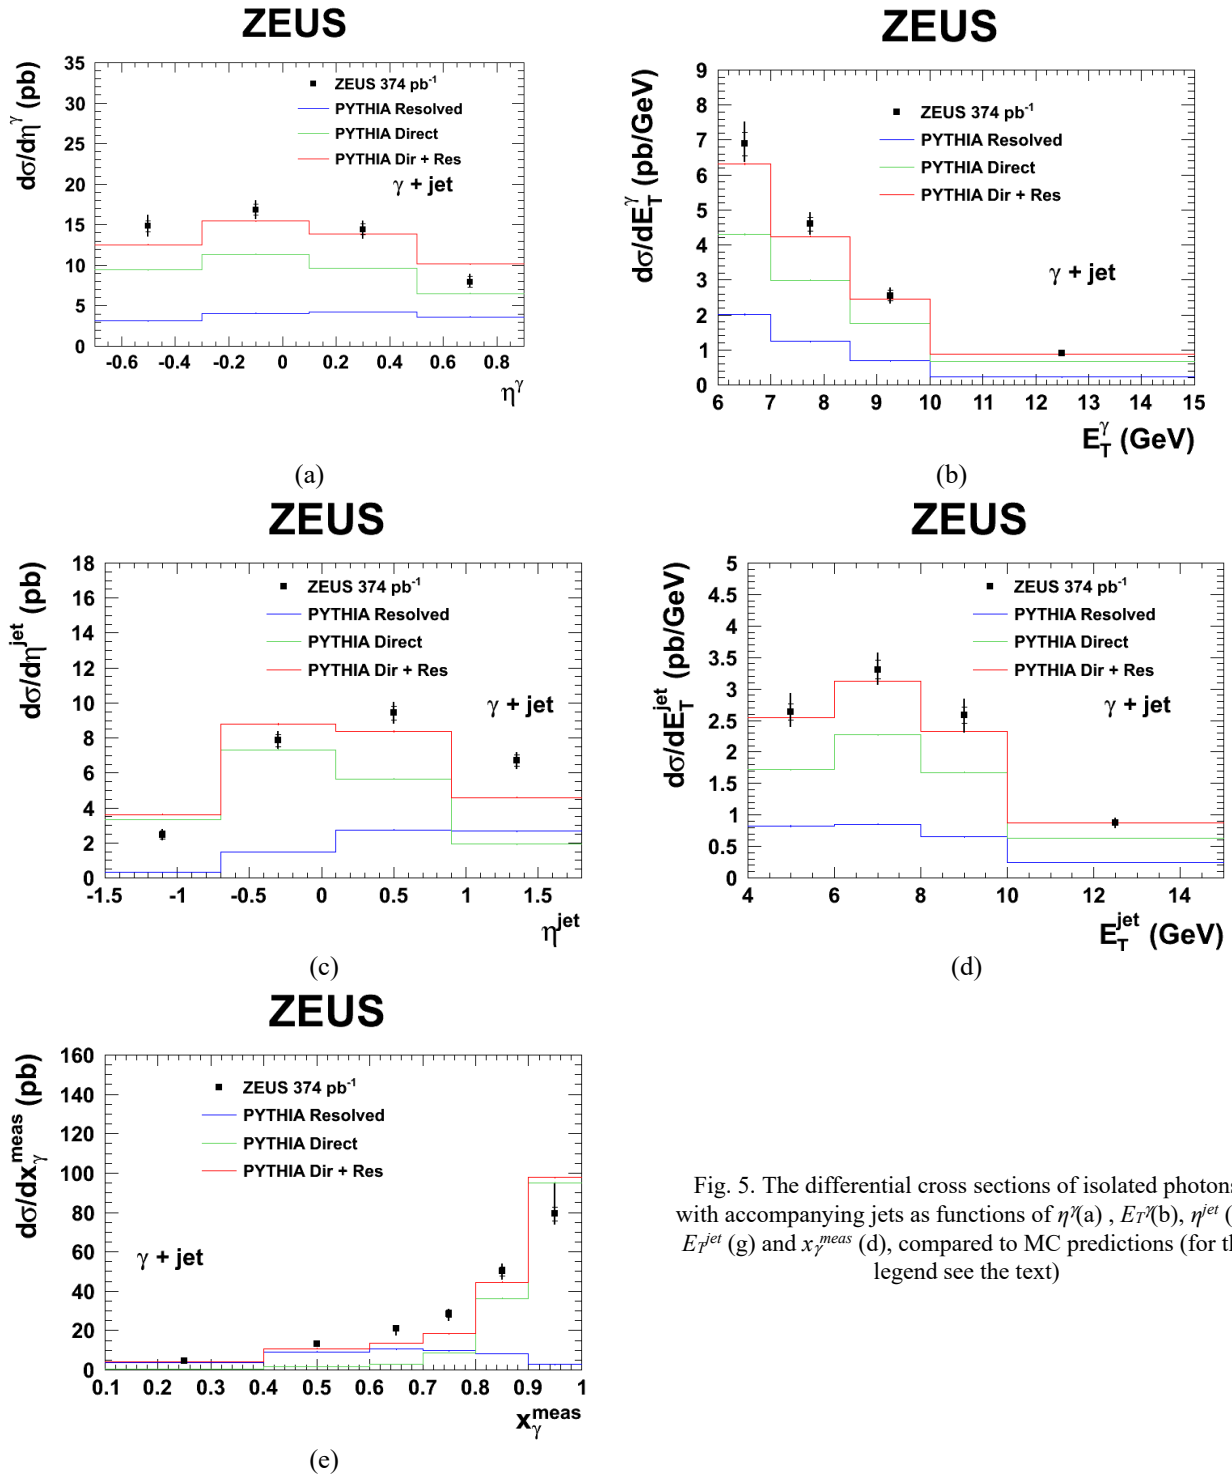 ZEUS
dσ/dη^γ (pb)
35
30
25
20
15
10
5
0
ZEUS 374 pb⁻¹
PYTHIA Resolved
PYTHIA Direct
PYTHIA Dir + Res
γ + jet
-0.6 -0.4 -0.2 0 0.2 0.4 0.6 0.8
η^γ
(a)
ZEUS
dσ/dE_T^γ (pb/GeV)
9
8
7
6
5
4
3
2
1
0
ZEUS 374 pb⁻¹
PYTHIA Resolved
PYTHIA Direct
PYTHIA Dir + Res
γ + jet
6 7 8 9 10 11 12 13 14 15
E_T^γ (GeV)
(b)
ZEUS
dσ/dη^jet (pb)
18
16
14
12
10
8
6
4
2
0
ZEUS 374 pb⁻¹
PYTHIA Resolved
PYTHIA Direct
PYTHIA Dir + Res
γ + jet
-1.5 -1 -0.5 0 0.5 1 1.5
η^jet
(c)
ZEUS
dσ/dE_T^jet (pb/GeV)
5
4.5
4
3.5
3
2.5
2
1.5
1
0.5
0
ZEUS 374 pb⁻¹
PYTHIA Resolved
PYTHIA Direct
PYTHIA Dir + Res
γ + jet
4 6 8 10 12 14
E_T^jet (GeV)
(d)
ZEUS
dσ/dx_γ^meas (pb)
160
140
120
100
80
60
40
20
0
ZEUS 374 pb⁻¹
PYTHIA Resolved
PYTHIA Direct
PYTHIA Dir + Res
γ + jet
0.1 0.2 0.3 0.4 0.5 0.6 0.7 0.8 0.9 1
x_γ^meas
(e)
Fig. 5. The differential cross sections of isolated photons
with accompanying jets as functions of η^γ(a) , E_T^γ(b), η^jet (
E_T^jet (g) and x_γ^meas (d), compared to MC predictions (for th
legend see the text)